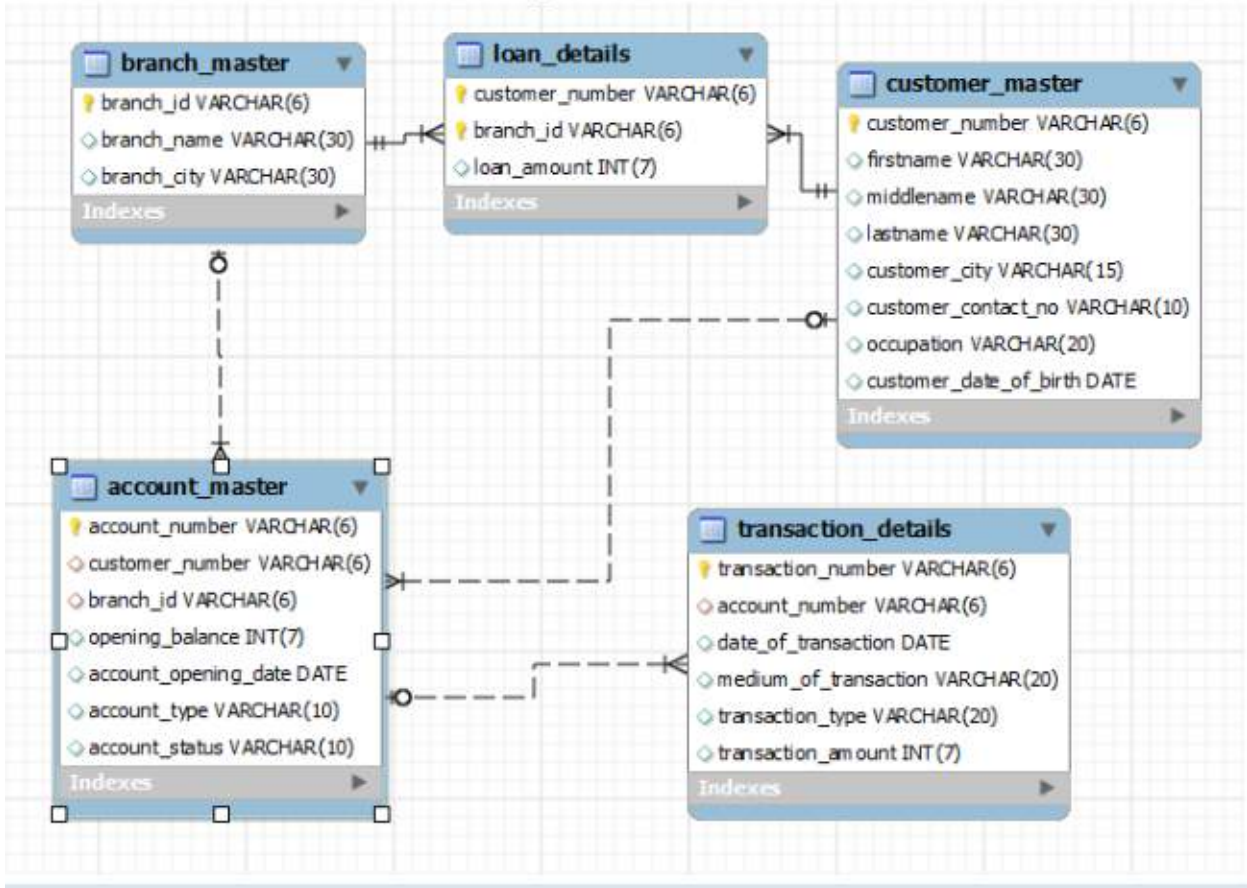 branch_master
branch_id VARCHAR(6)
branch_name VARCHAR(30)
branch_city VARCHAR(30)
Indexes
loan_details
customer_number VARCHAR(6)
branch_id VARCHAR(6)
loan_amount INT(7)
Indexes
customer_master
customer_number VARCHAR(6)
firstname VARCHAR(30)
middlename VARCHAR(30)
lastname VARCHAR(30)
customer_city VARCHAR(15)
customer_contact_no VARCHAR(10)
occupation VARCHAR(20)
customer_date_of_birth DATE
Indexes
account_master
account_number VARCHAR(6)
customer_number VARCHAR(6)
branch_id VARCHAR(6)
opening_balance INT(7)
account_opening_date DATE
account_type VARCHAR(10)
account_status VARCHAR(10)
Indexes
transaction_details
transaction_number VARCHAR(6)
account_number VARCHAR(6)
date_of_transaction DATE
medium_of_transaction VARCHAR(20)
transaction_type VARCHAR(20)
transaction_amount INT(7)
Indexes